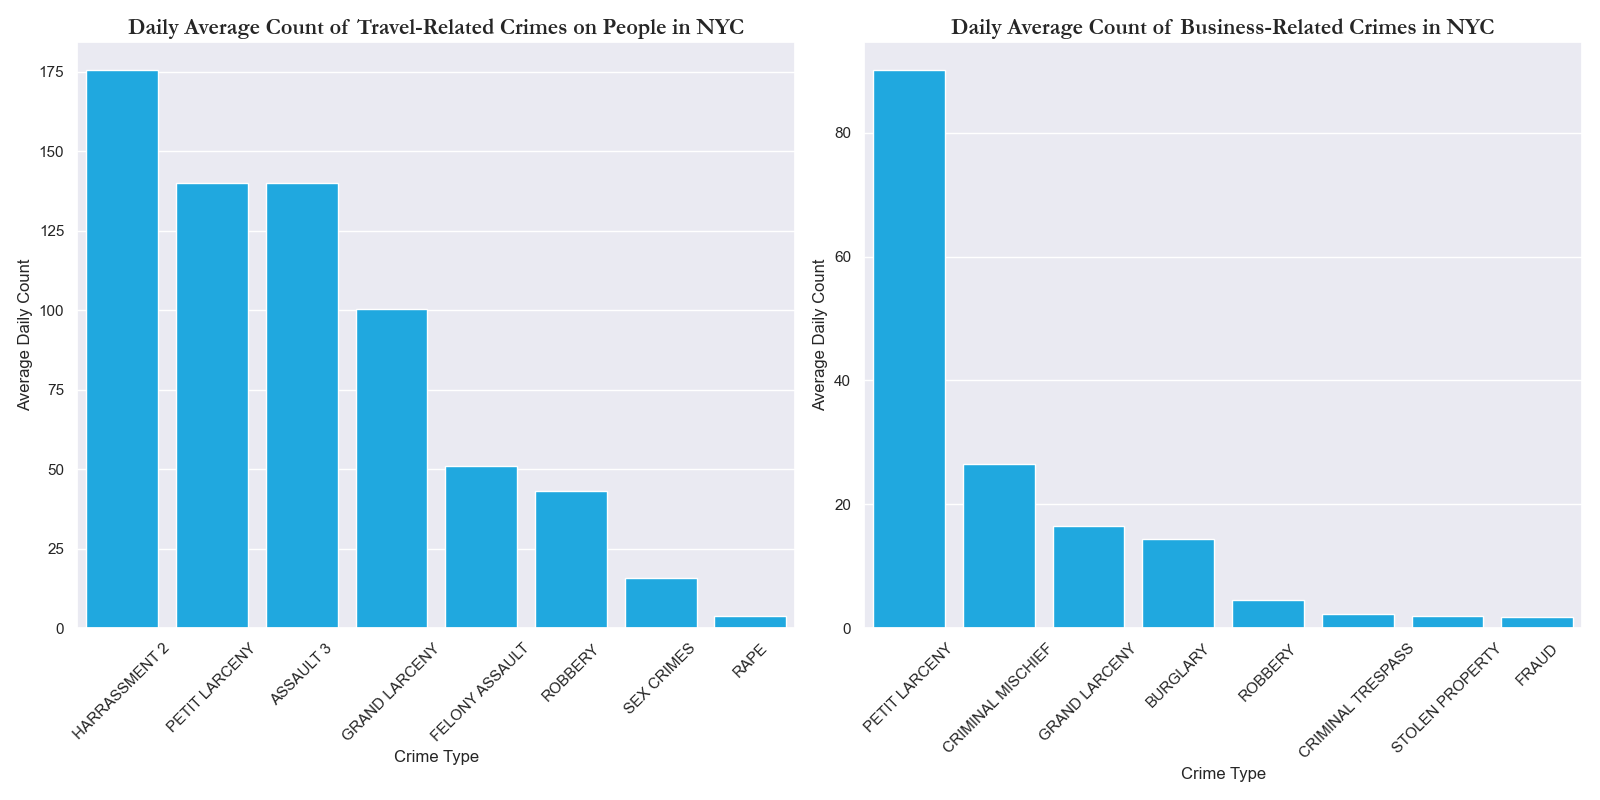 Daily Average Count of Travel-Related Crimes on People in NYC
175
150
125
100
75
50
25
0
Average Daily Count
HARRASSMENT 2
PETIT LARCENY
ASSAULT 3
GRAND LARCENY
FELONY ASSAULT
ROBBERY
SEX CRIMES
RAPE
Crime Type
Daily Average Count of Business-Related Crimes in NYC
80
60
40
20
0
Average Daily Count
PETIT LARCENY
CRIMINAL MISCHIEF
GRAND LARCENY
BURGLARY
ROBBERY
CRIMINAL TRESPASS
STOLEN PROPERTY
FRAUD
Crime Type